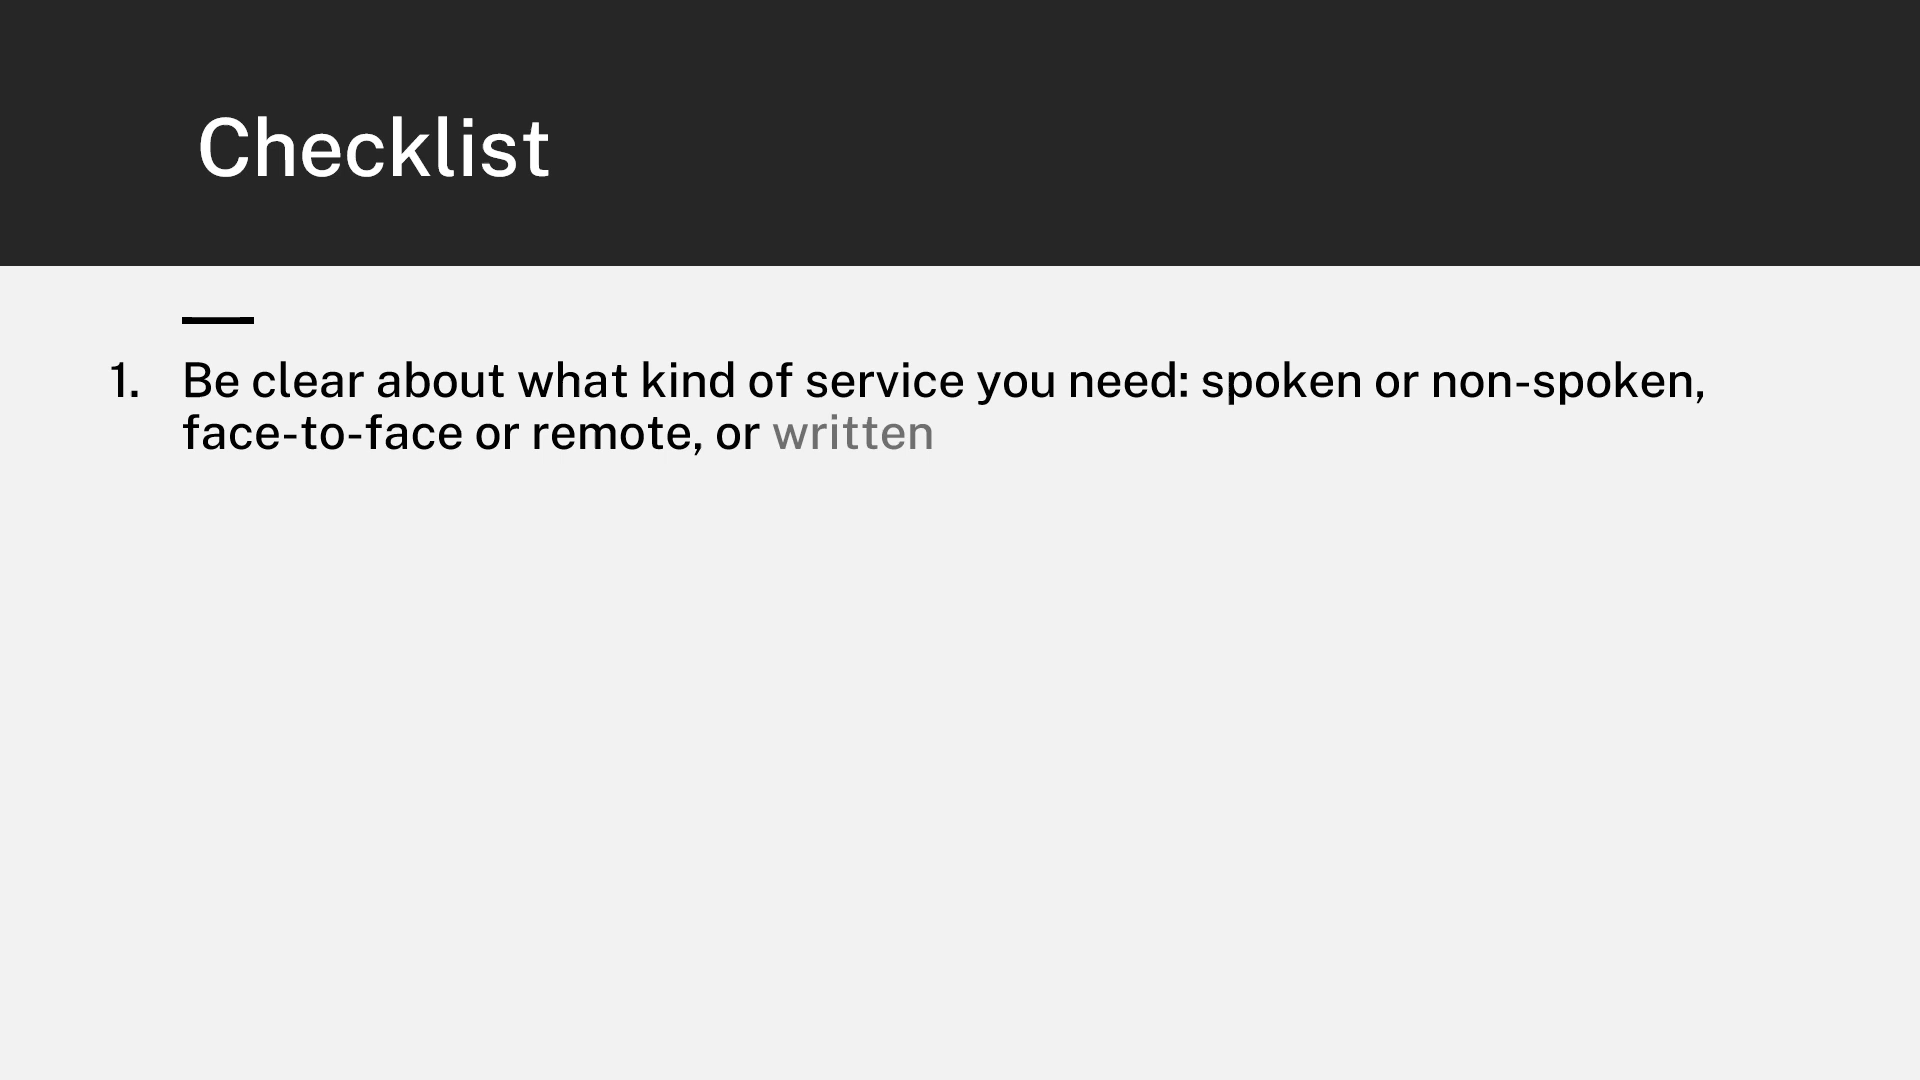 Checklist
1. Be clear about what kind of service you need: spoken or non-spoken,
face-to-face or remote, or written